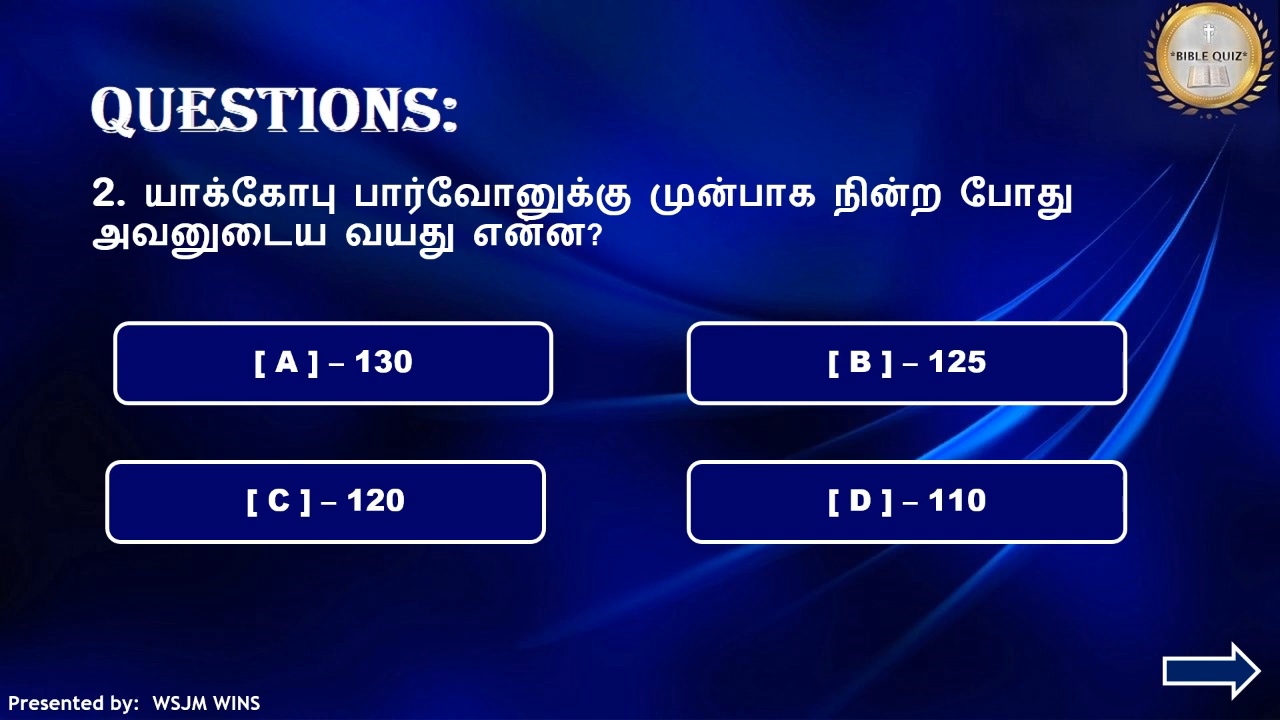 *BIBLE QUIZ*
QUESTIONS:
2. யாக்கோபு பார்வோனுக்கு முன்பாக நின்ற போது
அவனுடைய வயது என்ன?
[ A ] – 130
[ B ] – 125
[ C ] – 120
[ D ] – 110
Presented by: WSJM WINS